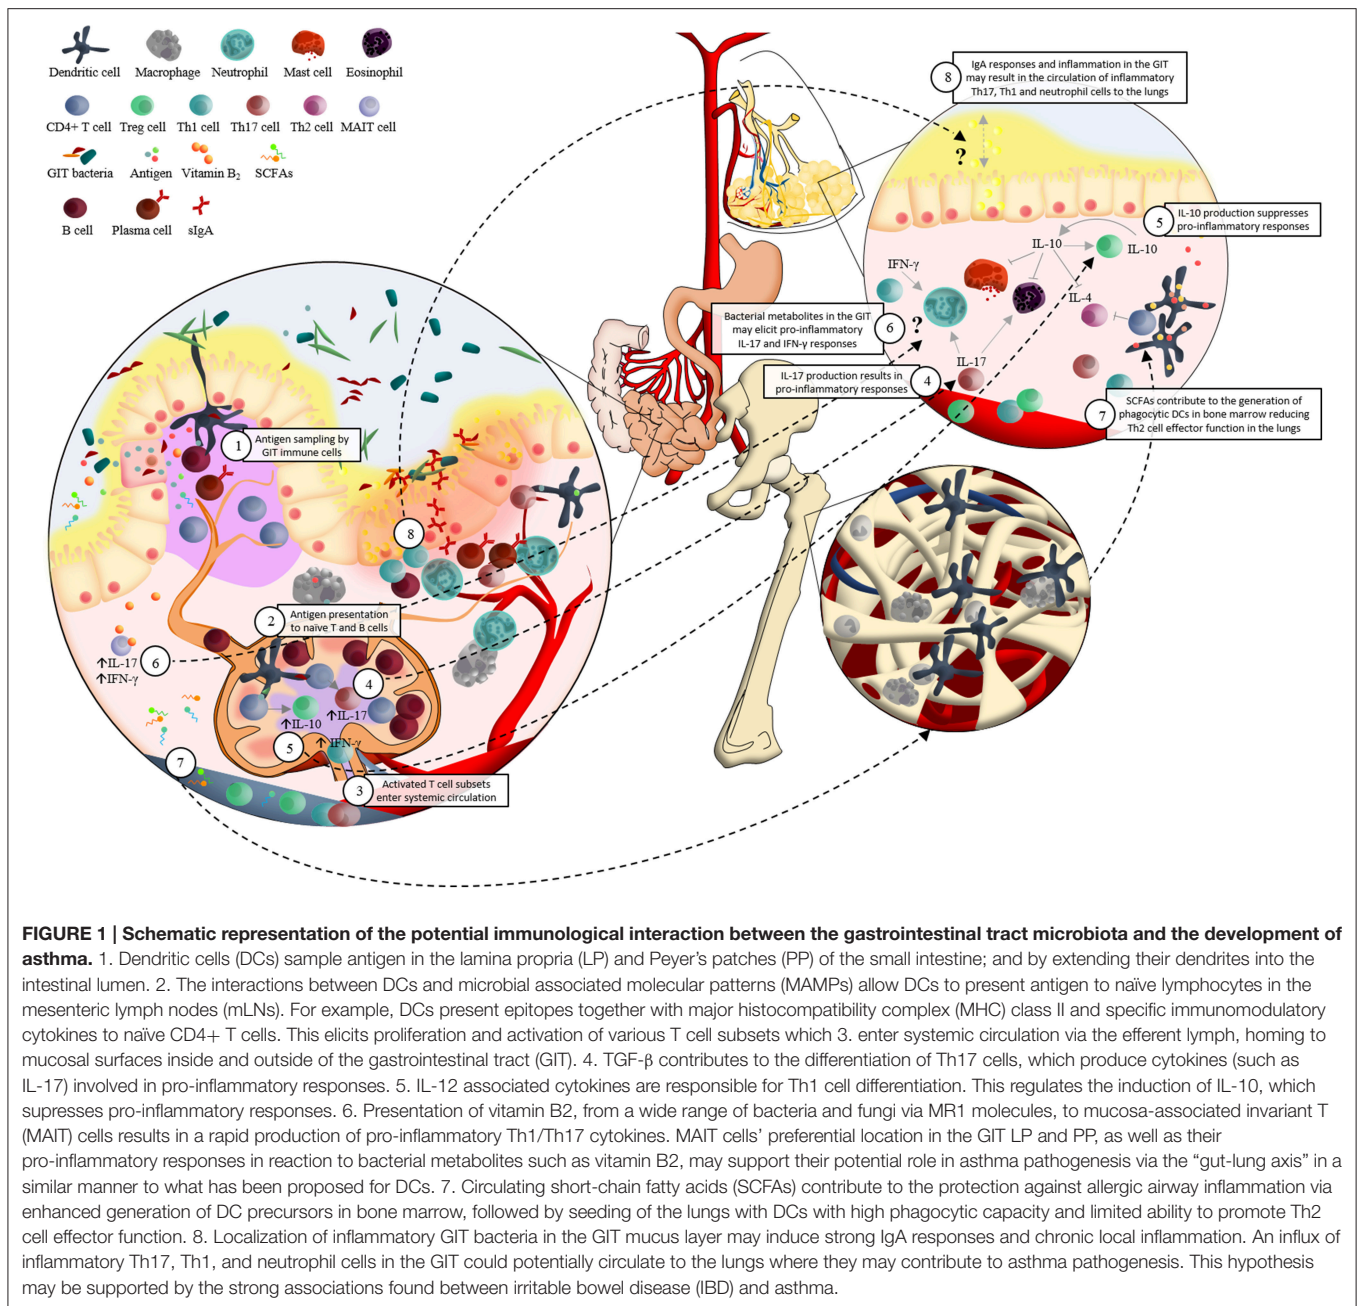 Dendritic cell Macrophage Neutrophil Mast cell Eosinophil
CD4+ T cell Treg cell Th1 cell Th17 cell Th2 cell MAIT cell
GIT bacteria Antigen Vitamin B₂ SCFAs
B cell Plasma cell sIgA
8
IgA responses and inflammation in the GIT
may result in the circulation of inflammatory
Th17, Th1 and neutrophil cells to the lungs
?
5
IL-10 production suppresses
pro-inflammatory responses
IL-10
IL-10
IFN-γ
IL-4
Bacterial metabolites in the GIT
may elicit pro-inflammatory
IL-17 and IFN-γ responses
6
?
IL-17
IL-17 production results in
pro-inflammatory responses
4
7
SCFAs contribute to the generation of
phagocytic DCs in bone marrow reducing
Th2 cell effector function in the lungs
1
Antigen sampling by
GIT immune cells
8
2
Antigen presentation
to naïve T and B cells
↑IL-17
↑IFN-γ
6
4
↑IL-10
↑IL-17
5
↑ IFN-γ
7
3
Activated T cell subsets
enter systemic circulation
FIGURE 1 | Schematic representation of the potential immunological interaction between the gastrointestinal tract microbiota and the development of
asthma. 1. Dendritic cells (DCs) sample antigen in the lamina propria (LP) and Peyer's patches (PP) of the small intestine; and by extending their dendrites into the
intestinal lumen. 2. The interactions between DCs and microbial associated molecular patterns (MAMPs) allow DCs to present antigen to naïve lymphocytes in the
mesenteric lymph nodes (mLNs). For example, DCs present epitopes together with major histocompatibility complex (MHC) class II and specific immunomodulatory
cytokines to naïve CD4+ T cells. This elicits proliferation and activation of various T cell subsets which 3. enter systemic circulation via the efferent lymph, homing to
mucosal surfaces inside and outside of the gastrointestinal tract (GIT). 4. TGF-β contributes to the differentiation of Th17 cells, which produce cytokines (such as
IL-17) involved in pro-inflammatory responses. 5. IL-12 associated cytokines are responsible for Th1 cell differentiation. This regulates the induction of IL-10, which
supresses pro-inflammatory responses. 6. Presentation of vitamin B2, from a wide range of bacteria and fungi via MR1 molecules, to mucosa-associated invariant T
(MAIT) cells results in a rapid production of pro-inflammatory Th1/Th17 cytokines. MAIT cells' preferential location in the GIT LP and PP, as well as their
pro-inflammatory responses in reaction to bacterial metabolites such as vitamin B2, may support their potential role in asthma pathogenesis via the “gut-lung axis” in a
similar manner to what has been proposed for DCs. 7. Circulating short-chain fatty acids (SCFAs) contribute to the protection against allergic airway inflammation via
enhanced generation of DC precursors in bone marrow, followed by seeding of the lungs with DCs with high phagocytic capacity and limited ability to promote Th2
cell effector function. 8. Localization of inflammatory GIT bacteria in the GIT mucus layer may induce strong IgA responses and chronic local inflammation. An influx of
inflammatory Th17, Th1, and neutrophil cells in the GIT could potentially circulate to the lungs where they may contribute to asthma pathogenesis. This hypothesis
may be supported by the strong associations found between irritable bowel disease (IBD) and asthma.